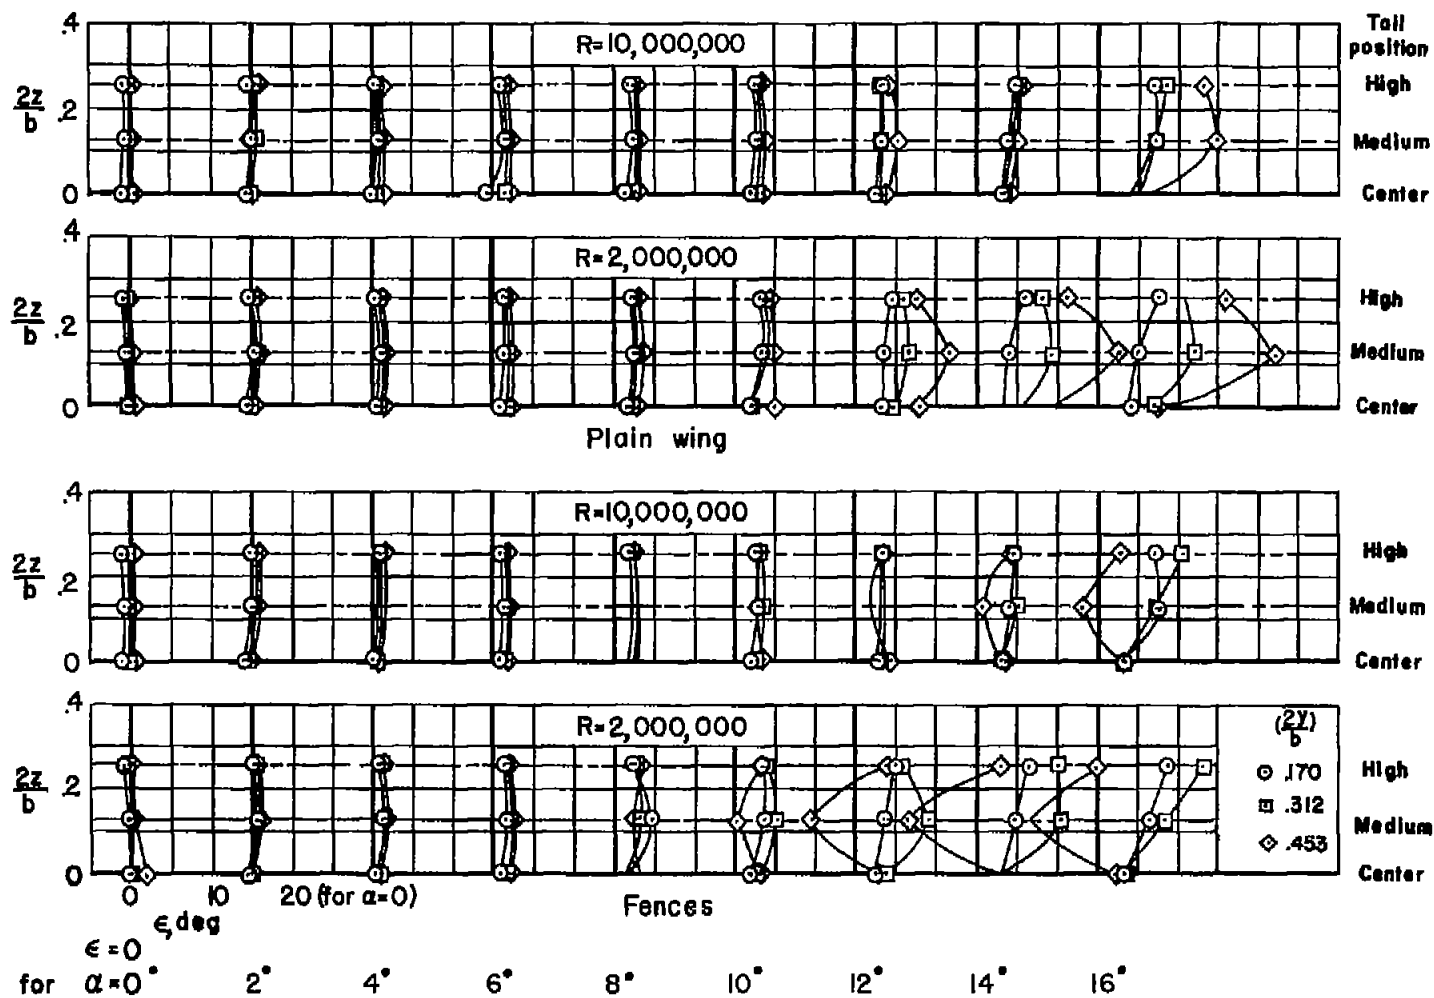 .4
R=10,000,000
Tail
position
High
2z
b
.2
Medium
0
Center
.4
R=2,000,000
High
2z
b
.2
Medium
0
Center
Plain wing
.4
R=10,000,000
High
2z
b
.2
Medium
0
Center
.4
R=2,000,000
(2y)
b
High
2z
b
.2
.170
.312
Medium
.453
0
Center
0 10 20 (for α=0)
Fences
ϵ, deg
ϵ=0
for α=0° 2° 4° 6° 8° 10° 12° 14° 16°